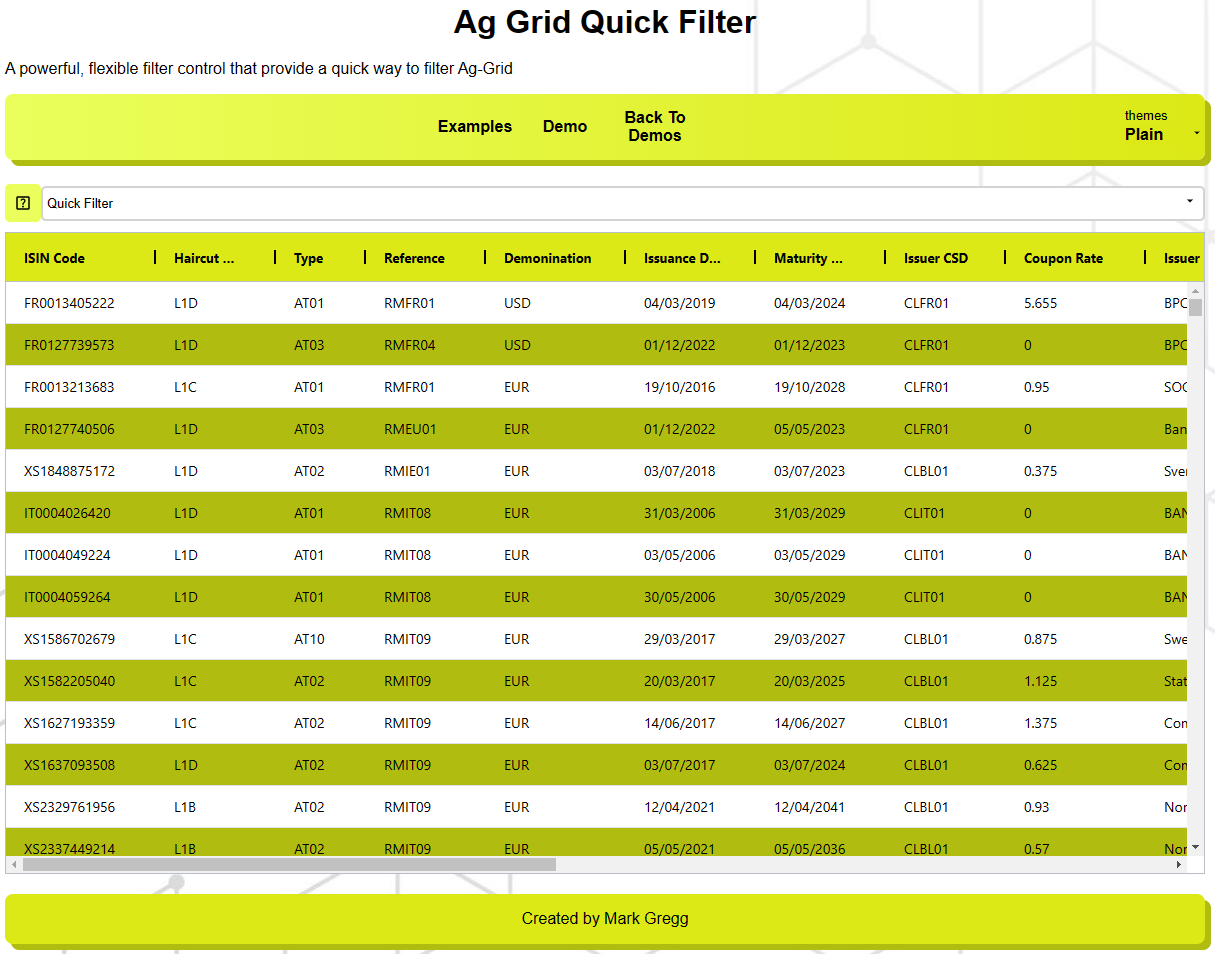 Ag Grid Quick Filter
A powerful, flexible filter control that provide a quick way to filter Ag-Grid
Examples Demo Back To Demos themes Plain
Quick Filter
ISIN Code Haircut ... Type Reference Demonination Issuance D... Maturity ... Issuer CSD Coupon Rate Issuer
FR0013405222 L1D AT01 RMFR01 USD 04/03/2019 04/03/2024 CLFR01 5.655 BPC
FR0127739573 L1D AT03 RMFR04 USD 01/12/2022 01/12/2023 CLFR01 0 BPC
FR0013213683 L1C AT01 RMFR01 EUR 19/10/2016 19/10/2028 CLFR01 0.95 SOC
FR0127740506 L1D AT03 RMEU01 EUR 01/12/2022 05/05/2023 CLFR01 0 Ban
XS1848875172 L1D AT02 RMIE01 EUR 03/07/2018 03/07/2023 CLBL01 0.375 Sve
IT0004026420 L1D AT01 RMIT08 EUR 31/03/2006 31/03/2029 CLIT01 0 BAN
IT0004049224 L1D AT01 RMIT08 EUR 03/05/2006 03/05/2029 CLIT01 0 BAN
IT0004059264 L1D AT01 RMIT08 EUR 30/05/2006 30/05/2029 CLIT01 0 BAN
XS1586702679 L1C AT10 RMIT09 EUR 29/03/2017 29/03/2027 CLBL01 0.875 Swe
XS1582205040 L1C AT02 RMIT09 EUR 20/03/2017 20/03/2025 CLBL01 1.125 Stat
XS1627193359 L1C AT02 RMIT09 EUR 14/06/2017 14/06/2027 CLBL01 1.375 Com
XS1637093508 L1D AT02 RMIT09 EUR 03/07/2017 03/07/2024 CLBL01 0.625 Com
XS2329761956 L1B AT02 RMIT09 EUR 12/04/2021 12/04/2041 CLBL01 0.93 Nor
XS2337449214 L1B AT02 RMIT09 EUR 05/05/2021 05/05/2036 CLBL01 0.57 Nor
Created by Mark Gregg